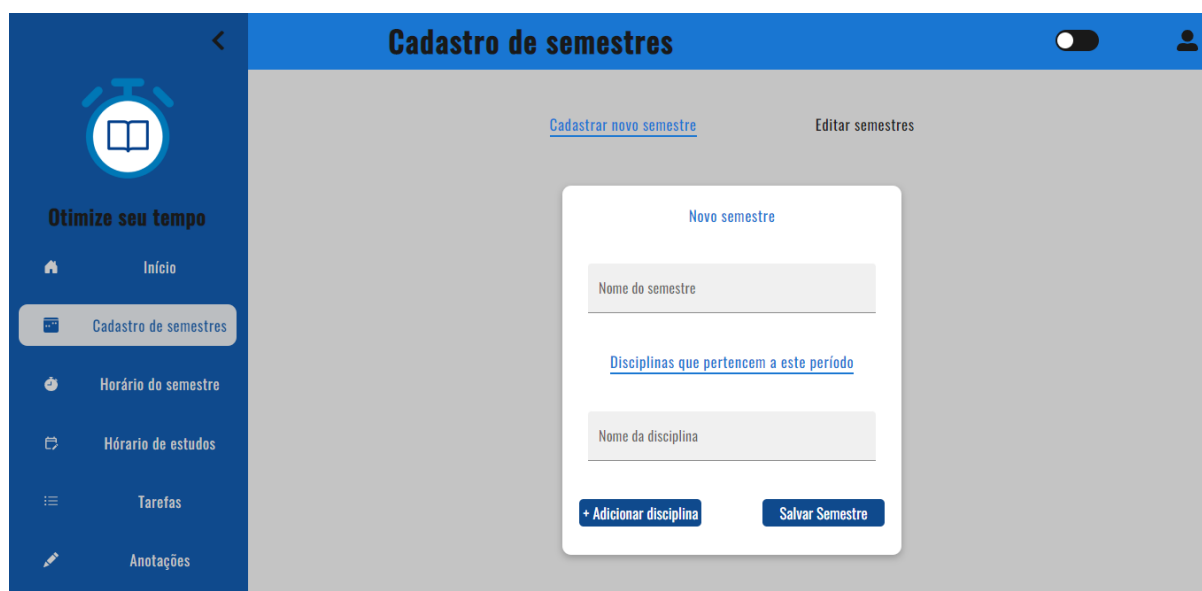 Cadastro de semestres
Otimize seu tempo
Início
Cadastro de semestres
Horário do semestre
Hórario de estudos
Tarefas
Anotações
Cadastrar novo semestre
Editar semestres
Novo semestre
Nome do semestre
Disciplinas que pertencem a este período
Nome da disciplina
+ Adicionar disciplina
Salvar Semestre